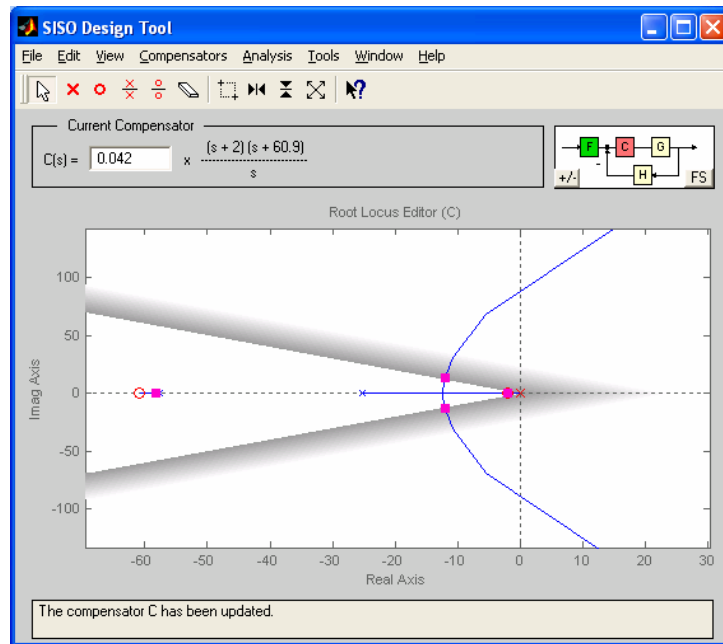 SISO Design Tool
File Edit View Compensators Analysis Tools Window Help
Current Compensator
C(s) = 0.042 x (s + 2) (s + 60.9)
s
F C G
-
H
+/- FS
Root Locus Editor (C)
100
50
0
-50
-100
Imag Axis
-60 -50 -40 -30 -20 -10 0 10 20 30
Real Axis
The compensator C has been updated.